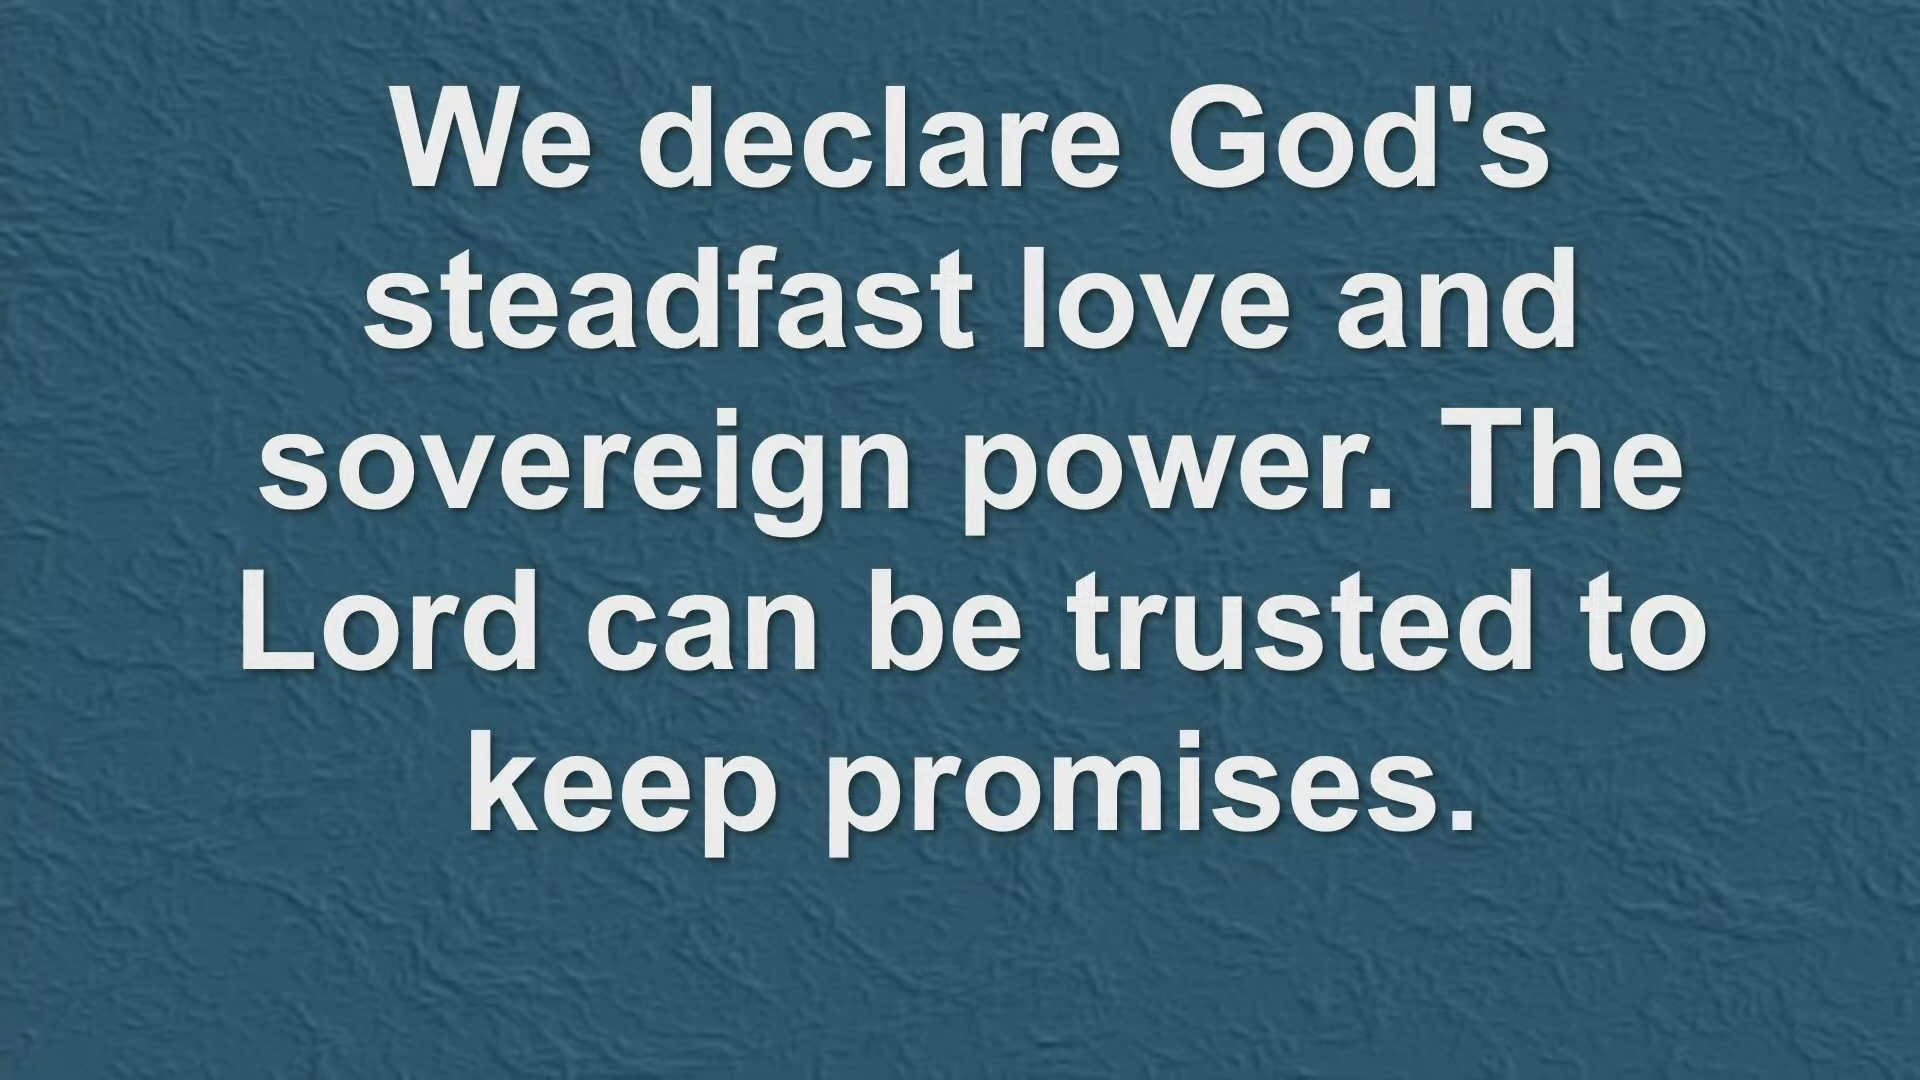 We declare God's
steadfast love and
sovereign power. The
Lord can be trusted to
keep promises.